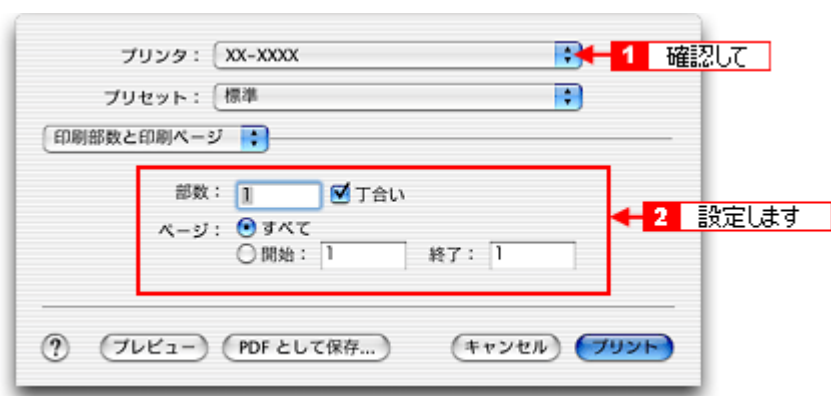 プリンタ： XX-XXXX 1 確認して
プリセット： 標準
印刷部数と印刷ページ
部数： 1 丁合い
ページ： すべて 2 設定します
開始： 1 終了： 1
? プレビュー PDF として保存... キャンセル プリント